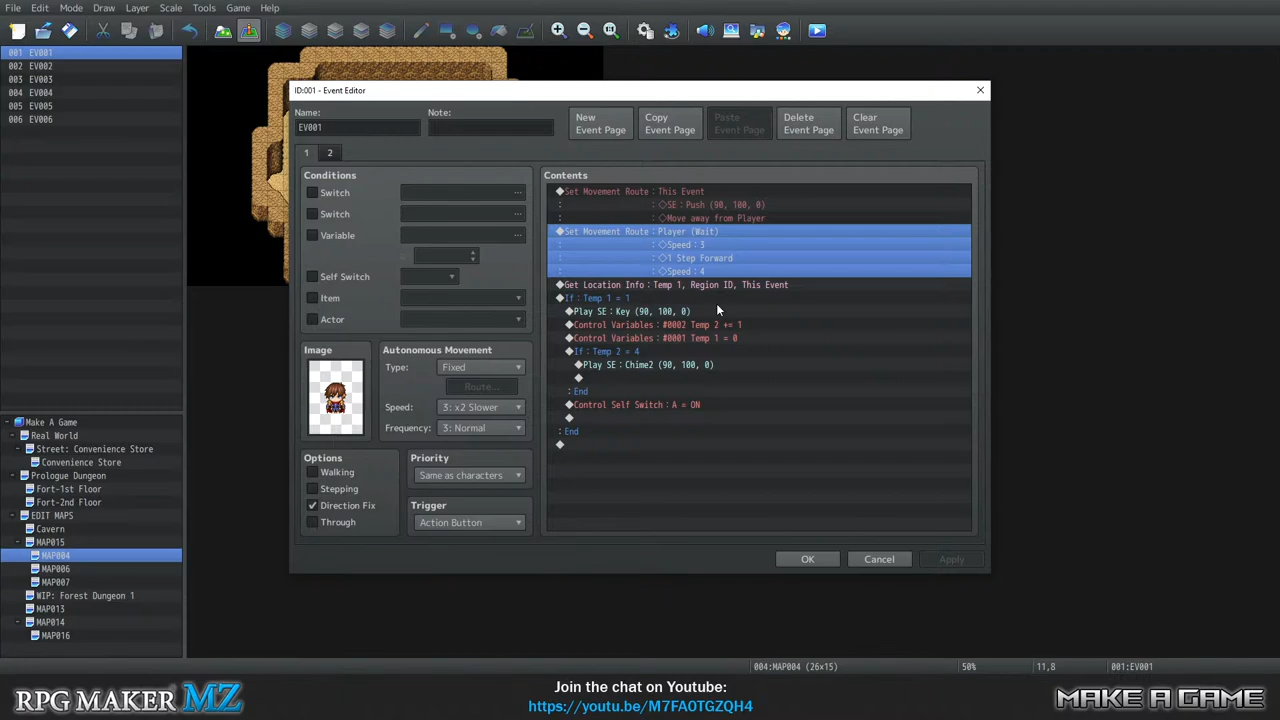 File Edit Mode Draw Layer Scale Tools Game Help
001 EV001
002 EV002
003 EV003
004 EV004
005 EV005
006 EV006
ID:001 - Event Editor
Name:
EV001
Note:
New Event Page
Copy Event Page
Paste Event Page
Delete Event Page
Clear Event Page
1 2
Conditions
Switch ...
Switch ...
Variable ...
Self Switch
Item
Actor
Image
Autonomous Movement
Type: Fixed
Route...
Speed: 3: x2 Slower
Frequency: 3: Normal
Options
Walking
Stepping
Direction Fix
Through
Priority
Same as characters
Trigger
Action Button
Contents
◆Set Movement Route：This Event
：　◇SE：Push (90, 100, 0)
：　◇Move away from Player
◆Set Movement Route：Player (Wait)
：　◇Speed：3
：　◇1 Step Forward
：　◇Speed：4
◆Get Location Info：Temp 1, Region ID, This Event
◆If：Temp 1 = 1
◆Play SE：Key (90, 100, 0)
◆Control Variables：#0002 Temp 2 += 1
◆Control Variables：#0001 Temp 1 = 0
◆If：Temp 2 = 4
◆Play SE：Chime2 (90, 100, 0)
◆
：End
◆Control Self Switch：A = ON
◆
：End
◆
OK
Cancel
Apply
Make A Game
Real World
Street: Convenience Store
Convenience Store
Prologue Dungeon
Fort-1st Floor
Fort-2nd Floor
EDIT MAPS
Cavern
MAP015
MAP004
MAP006
MAP007
WIP: Forest Dungeon 1
MAP013
MAP014
MAP016
004:MAP004 (26x15) 50% 11,8 001:EV001
RPG MAKER MZ
Join the chat on Youtube:
https://youtu.be/M7FA0TGZQH4
MAKE A GAME